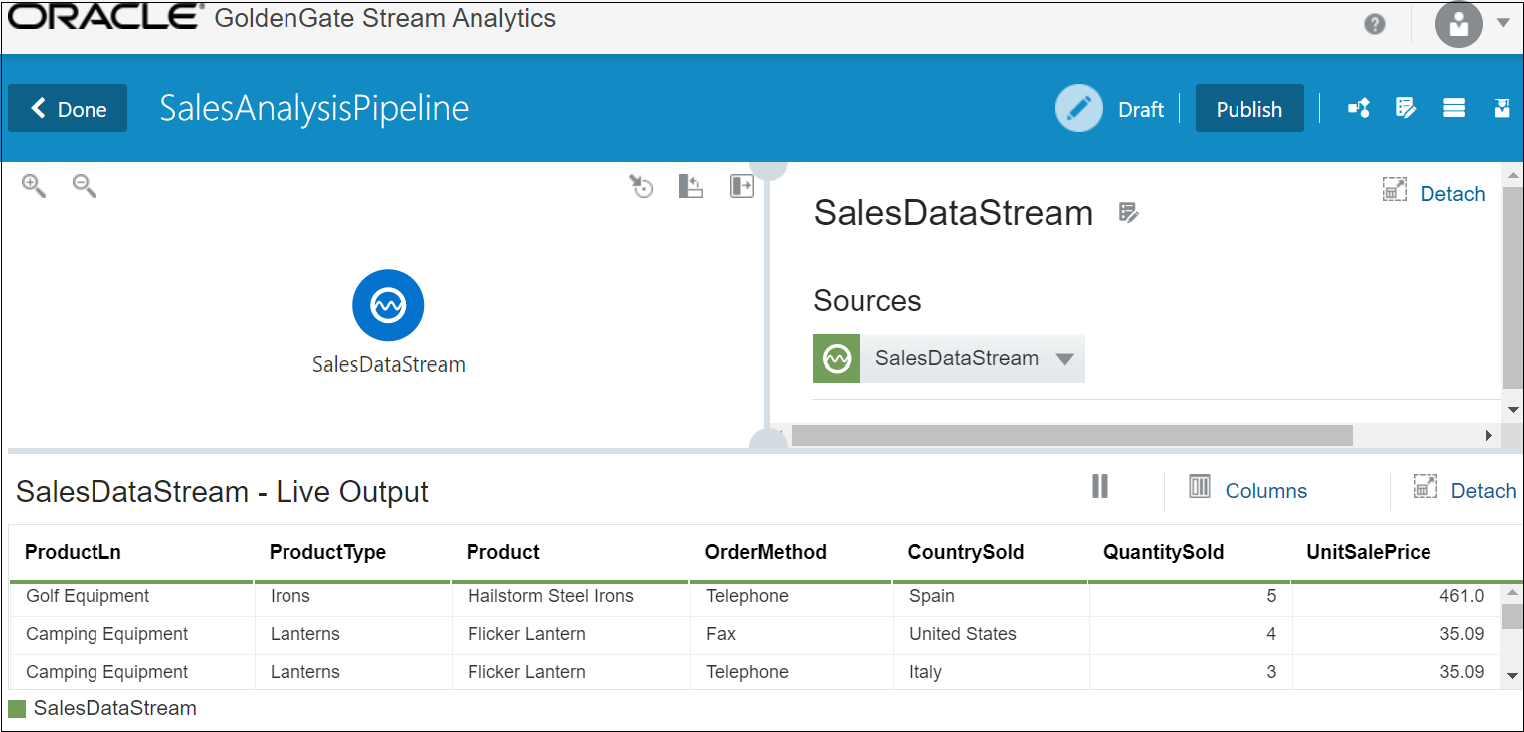 ORACLE® GoldenGate Stream Analytics
Done SalesAnalysisPipeline Draft Publish
SalesDataStream Detach
Sources
SalesDataStream
SalesDataStream
SalesDataStream - Live Output Columns Detach
ProductLn ProductType Product OrderMethod CountrySold QuantitySold UnitSalePrice
Golf Equipment Irons Hailstorm Steel Irons Telephone Spain 5 461.0
Camping Equipment Lanterns Flicker Lantern Fax United States 4 35.09
Camping Equipment Lanterns Flicker Lantern Telephone Italy 3 35.09
SalesDataStream